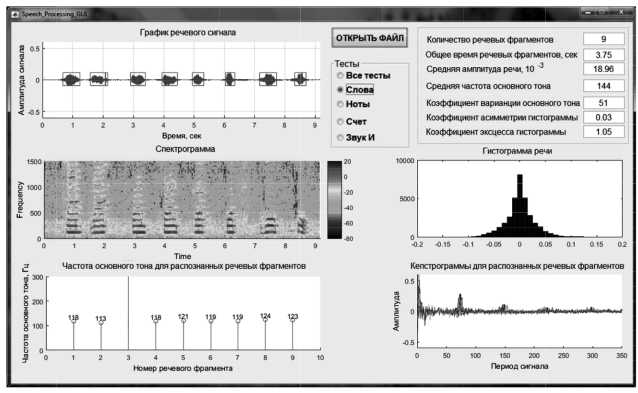 Speech_Processing_GUI
График речевого сигнала
Амплитуда сигнала
0.5
0
-0.5
0 1 2 3 4 5 6 7 8 9
Время, сек
ОТКРЫТЬ ФАЙЛ
Тесты
Все тесты
Слова
Ноты
Счет
Звук И
Количество речевых фрагментов 9
Общее время речевых фрагментов, сек 3.75
Средняя амплитуда речи, 10 -3 18.96
Средняя частота основного тона 144
Коэффициент вариации основного тона 51
Коэффициент асимметрии гистограммы 0.03
Коэффициент эксцесса гистограммы 1.05
Спектрограмма
Frequency
1500
1000
500
0
0 1 2 3 4 5 6 7 8 9
Time
20
0
-20
-40
-60
-80
Гистограмма речи
10000
5000
0
-0.2 -0.15 -0.1 -0.05 0 0.05 0.1 0.15 0.2
Частота основного тона для распознанных речевых фрагментов
Частота основного тона, Гц
300
200
100
0
118 113 118 121 119 119 124 123
0 1 2 3 4 5 6 7 8 9 10
Номер речевого фрагмента
Кепстрограммы для распознанных речевых фрагментов
Амплитуда
0.5
0
-0.5
0 50 100 150 200 250 300 350
Период сигнала